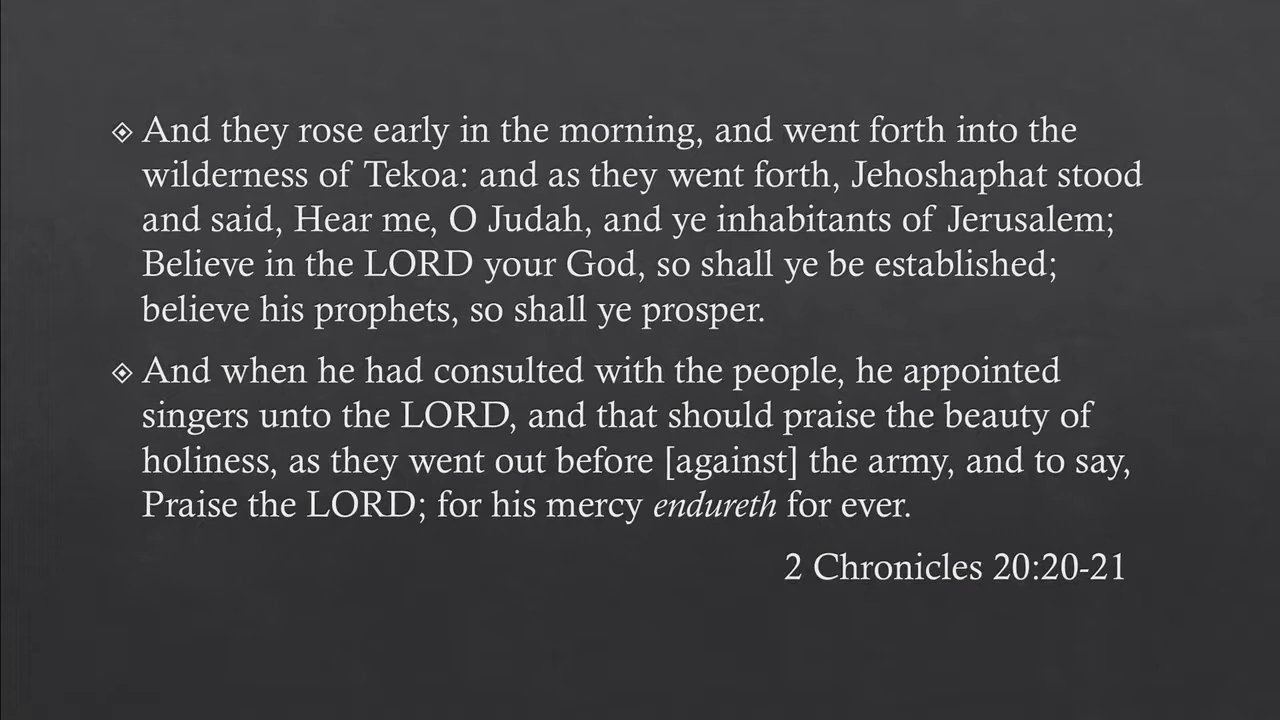 And they rose early in the morning, and went forth into the
wilderness of Tekoa: and as they went forth, Jehoshaphat stood
and said, Hear me, O Judah, and ye inhabitants of Jerusalem;
Believe in the LORD your God, so shall ye be established;
believe his prophets, so shall ye prosper.
And when he had consulted with the people, he appointed
singers unto the LORD, and that should praise the beauty of
holiness, as they went out before [against] the army, and to say,
Praise the LORD; for his mercy endureth for ever.
2 Chronicles 20:20-21